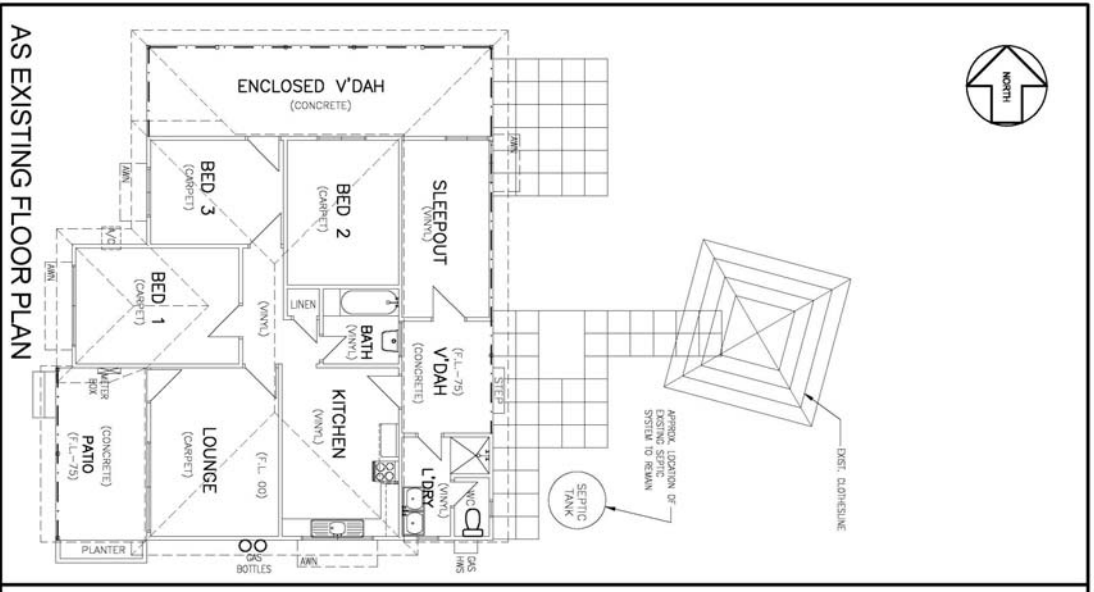 AS EXISTING FLOOR PLAN
NORTH
ENCLOSED V'DAH
(CONCRETE)
AWN
BED 3
(CARPET)
BED 2
(CARPET)
SLEEPOUT
(VINYL)
AWN
A/C
AWN
BED 1
(CARPET)
(VINYL)
LINEN
BATH
(VINYL)
V'DAH
(CONCRETE)
(F.L.-75)
STEP
METER
BOX
PATIO
(CONCRETE)
(F.L.-75)
LOUNGE
(CARPET)
(F.L. 00)
KITCHEN
(VINYL)
L'DRY
(VINYL)
WC
PLANTER
GAS
BOTTLES
AWN
GAS
HWS
SEPTIC
TANK
APPROX. LOCATION OF
EXISTING SEPTIC
SYSTEM TO REMAIN
EXIST. CLOTHESLINE